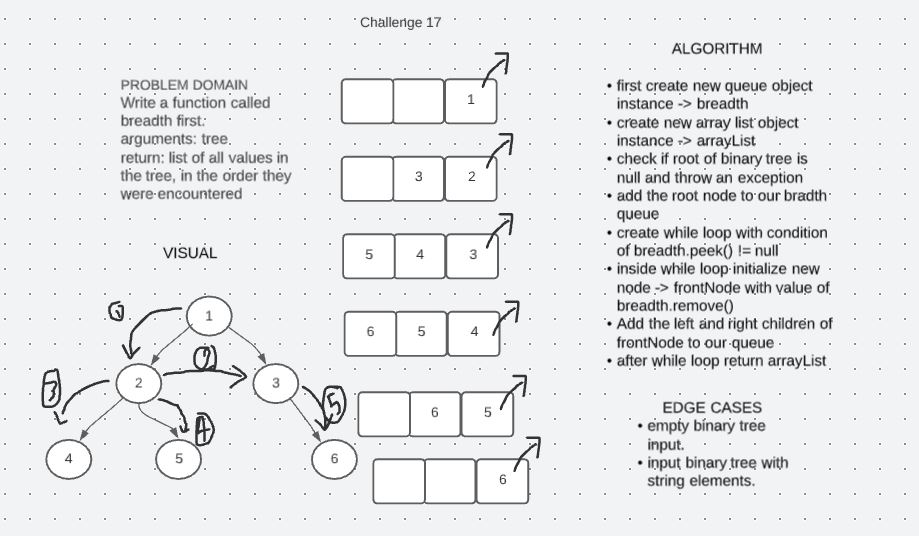 Challenge 17
PROBLEM DOMAIN
Write a function called
breadth first.
arguments: tree.
return: list of all values in
the tree, in the order they
were encountered
VISUAL
1
2
3
4
5
6
2
3
4
5
1
3 2
5 4 3
6 5 4
6 5
6
ALGORITHM
• first create new queue object
instance -> breadth
• create new array list object
instance -> arrayList
• check if root of binary tree is
null and throw an exception
• add the root node to our bradth
queue
• create while loop with condition
of breadth.peek() != null
• inside while loop initialize new
node -> frontNode with value of
breadth.remove()
• Add the left and right children of
frontNode to our queue
• after while loop return arrayList
EDGE CASES
• empty binary tree
input.
• input binary tree with
string elements.